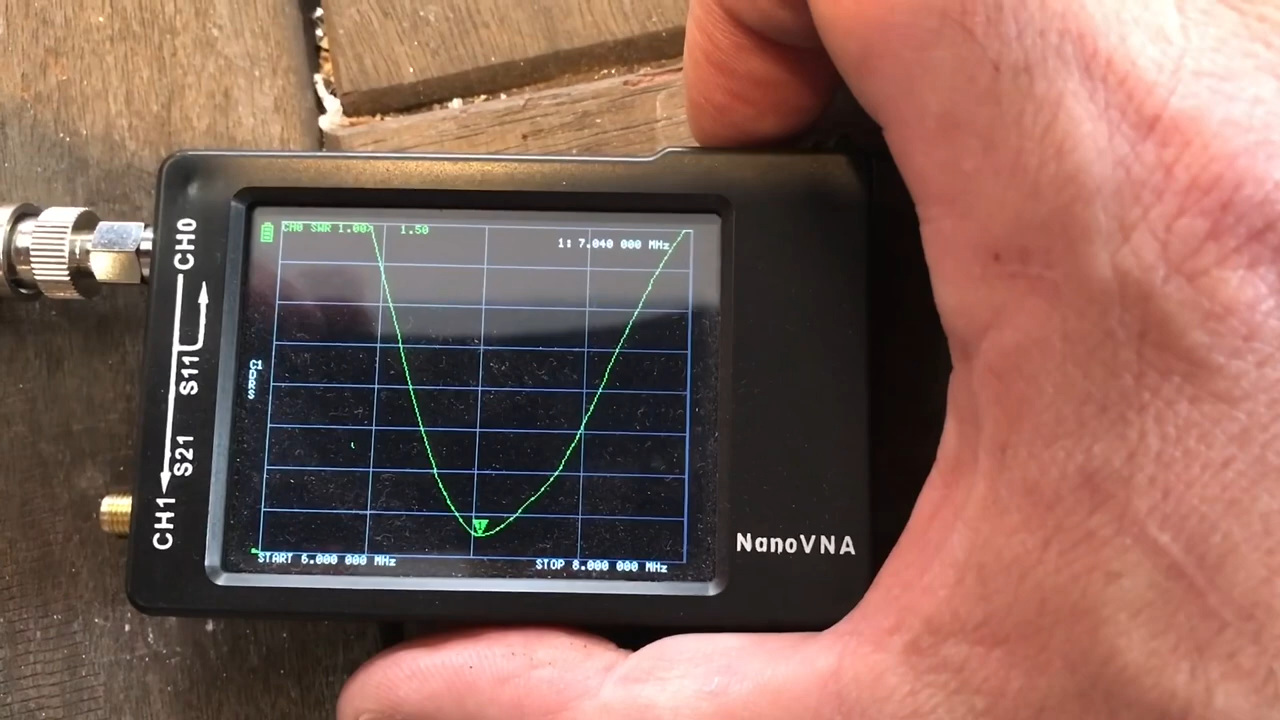 CH0 SWR 1.00/ 1.50
1: 7.040 000 MHz
START 6.000 000 MHz
STOP 8.000 000 MHz
C1
D
R
S
CH0
S11
S21
CH1
NanoVNA
1